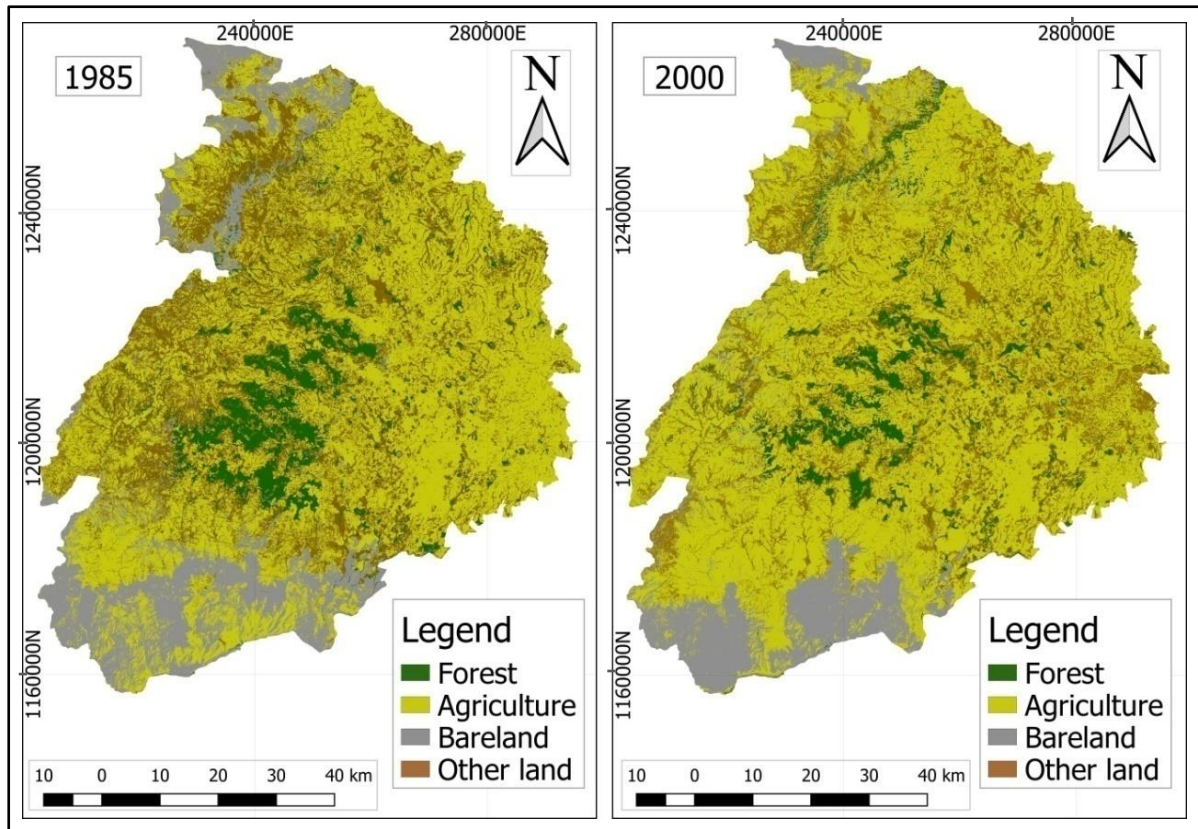 240000E 280000E
1985
N
1240000N
1200000N
1160000N
Legend
Forest
Agriculture
Bareland
Other land
10 0 10 20 30 40 km
240000E 280000E
2000
N
1240000N
1200000N
1160000N
Legend
Forest
Agriculture
Bareland
Other land
10 0 10 20 30 40 km